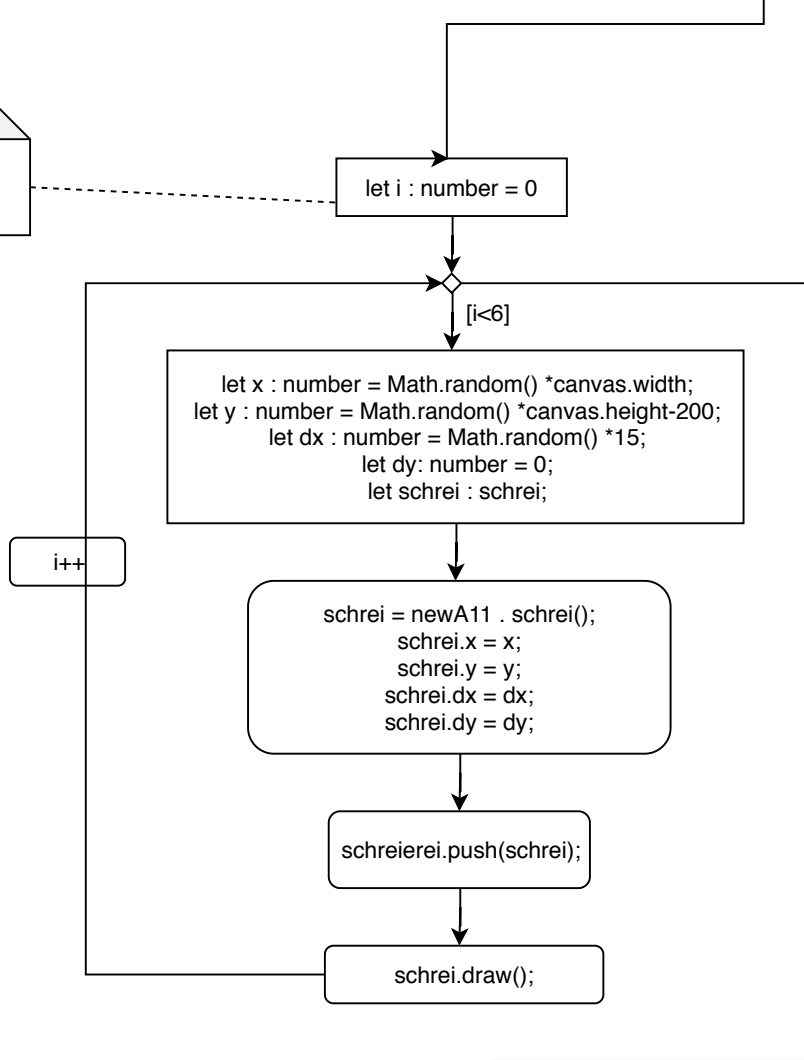 let i : number = 0
[i<6]
let x : number = Math.random() *canvas.width;
let y : number = Math.random() *canvas.height-200;
let dx : number = Math.random() *15;
let dy: number = 0;
let schrei : schrei;
i++
schrei = newA11 . schrei();
schrei.x = x;
schrei.y = y;
schrei.dx = dx;
schrei.dy = dy;
schreierei.push(schrei);
schrei.draw();